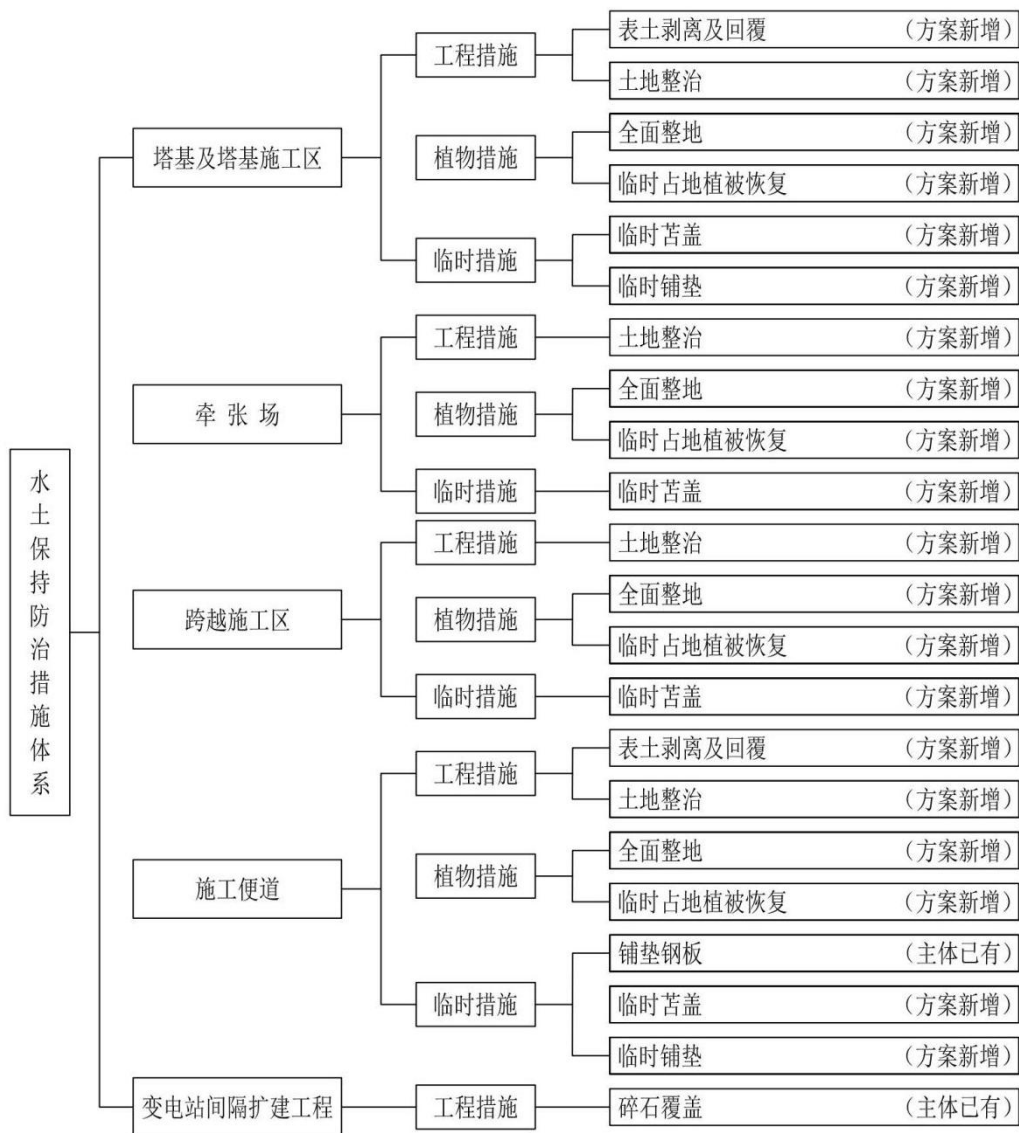 水土保持防治措施体系
塔基及塔基施工区
工程措施
表土剥离及回覆 （方案新增）
土地整治 （方案新增）
植物措施
全面整地 （方案新增）
临时占地植被恢复 （方案新增）
临时措施
临时苫盖 （方案新增）
临时铺垫 （方案新增）
牵张场
工程措施
土地整治 （方案新增）
植物措施
全面整地 （方案新增）
临时占地植被恢复 （方案新增）
临时措施
临时苫盖 （方案新增）
跨越施工区
工程措施
土地整治 （方案新增）
植物措施
全面整地 （方案新增）
临时占地植被恢复 （方案新增）
临时措施
临时苫盖 （方案新增）
施工便道
工程措施
表土剥离及回覆 （方案新增）
土地整治 （方案新增）
植物措施
全面整地 （方案新增）
临时占地植被恢复 （方案新增）
临时措施
铺垫钢板 （主体已有）
临时苫盖 （方案新增）
临时铺垫 （方案新增）
变电站间隔扩建工程
工程措施
碎石覆盖 （主体已有）